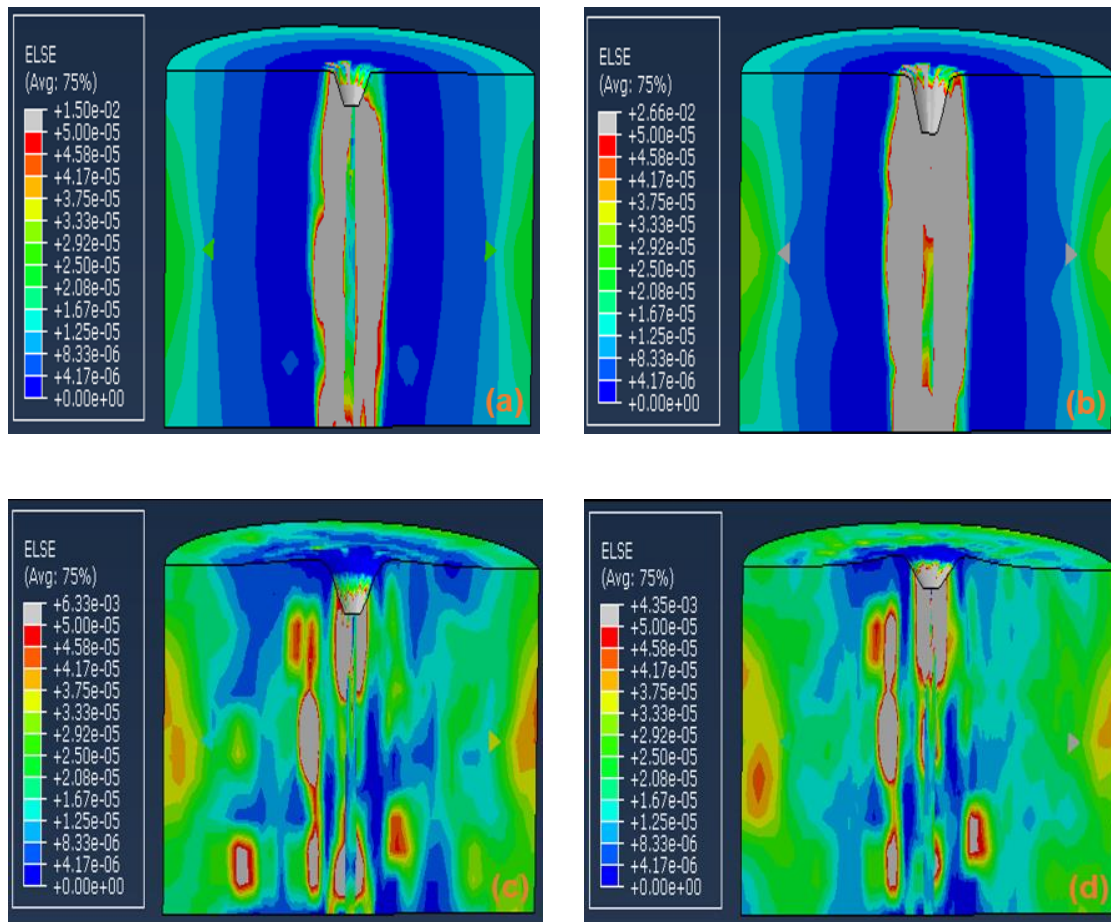 ELSE
(Avg: 75%)
+1.50e-02
+5.00e-05
+4.58e-05
+4.17e-05
+3.75e-05
+3.33e-05
+2.92e-05
+2.50e-05
+2.08e-05
+1.67e-05
+1.25e-05
+8.33e-06
+4.17e-06
+0.00e+00
(a)
ELSE
(Avg: 75%)
+2.66e-02
+5.00e-05
+4.58e-05
+4.17e-05
+3.75e-05
+3.33e-05
+2.92e-05
+2.50e-05
+2.08e-05
+1.67e-05
+1.25e-05
+8.33e-06
+4.17e-06
+0.00e+00
(b)
ELSE
(Avg: 75%)
+6.33e-03
+5.00e-05
+4.58e-05
+4.17e-05
+3.75e-05
+3.33e-05
+2.92e-05
+2.50e-05
+2.08e-05
+1.67e-05
+1.25e-05
+8.33e-06
+4.17e-06
+0.00e+00
(c)
ELSE
(Avg: 75%)
+4.35e-03
+5.00e-05
+4.58e-05
+4.17e-05
+3.75e-05
+3.33e-05
+2.92e-05
+2.50e-05
+2.08e-05
+1.67e-05
+1.25e-05
+8.33e-06
+4.17e-06
+0.00e+00
(d)